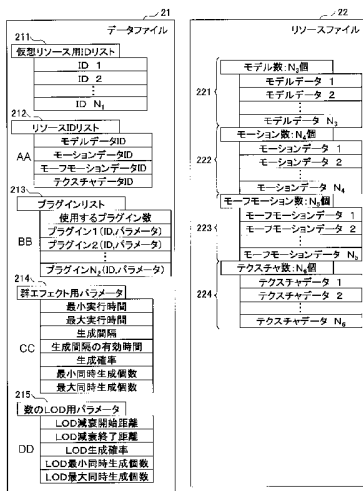 21
データファイル
211
仮想リソース用IDリスト
ID 1
ID 2
ID N₁
212
リソースIDリスト
AA
モデルデータID
モーションデータID
モーフモーションデータID
テクスチャデータID
213
プラグインリスト
BB
使用するプラグイン数
プラグイン1(ID,パラメータ)
プラグイン2(ID,パラメータ)
プラグインN₂(ID,パラメータ)
214
群エフェクト用パラメータ
CC
最小実行時間
最大実行時間
生成間隔
生成間隔の有効時間
生成確率
最小同時生成個数
最大同時生成個数
215
数のLOD用パラメータ
DD
LOD減衰開始距離
LOD減衰終了距離
LOD生成確率
LOD最小同時生成個数
LOD最大同時生成個数
22
リソースファイル
221
モデル数:N₃個
モデルデータ 1
モデルデータ 2
モデルデータ N₃
222
モーション数:N₄個
モーションデータ 1
モーションデータ 2
モーションデータ N₄
223
モーフモーション数:N₅個
モーフモーションデータ 1
モーフモーションデータ 2
モーフモーションデータ N₅
224
テクスチャ数:N₆個
テクスチャデータ 1
テクスチャデータ 2
テクスチャデータ N₆